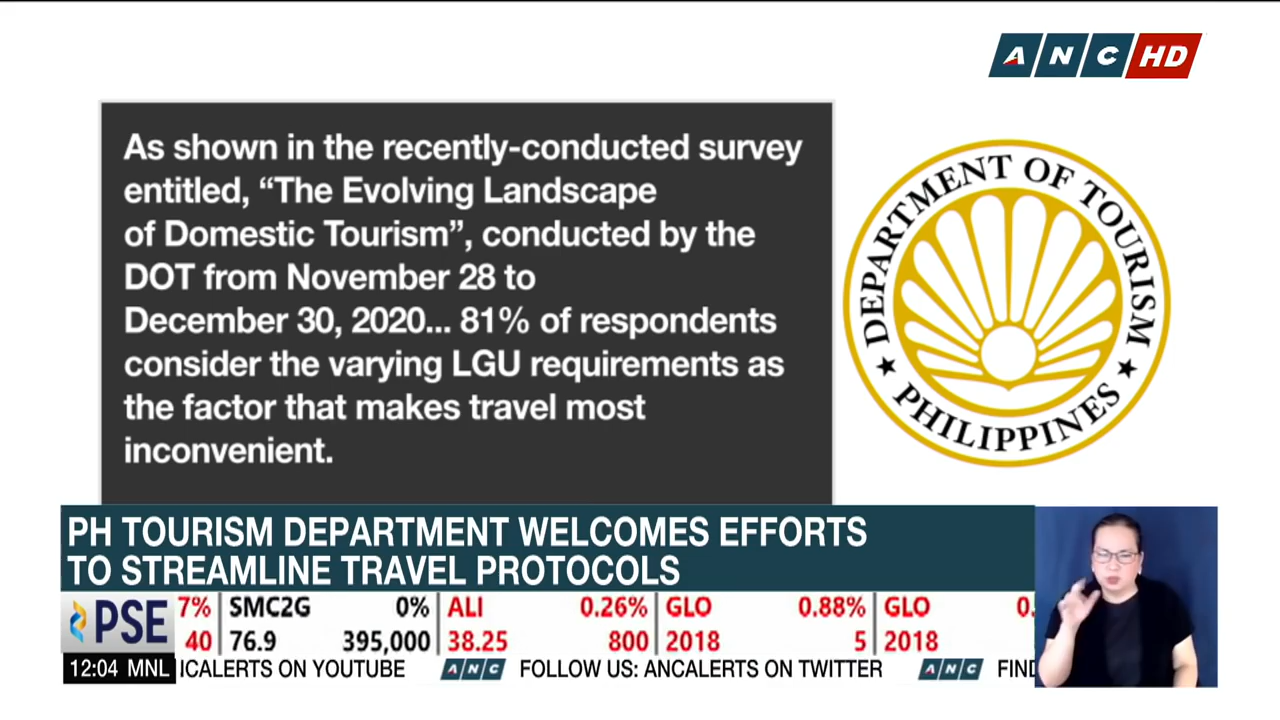 ANC HD
As shown in the recently-conducted survey
entitled, “The Evolving Landscape
of Domestic Tourism”, conducted by the
DOT from November 28 to
December 30, 2020... 81% of respondents
consider the varying LGU requirements as
the factor that makes travel most
inconvenient.
DEPARTMENT OF TOURISM
★ PHILIPPINES ★
PH TOURISM DEPARTMENT WELCOMES EFFORTS
TO STREAMLINE TRAVEL PROTOCOLS
PSE
7% SMC2G 0% ALI 0.26% GLO 0.88% GLO 0.
40 76.9 395,000 38.25 800 2018 5 2018
12:04 MNL ICALERTS ON YOUTUBE ANC FOLLOW US: ANCALERTS ON TWITTER ANC FIND